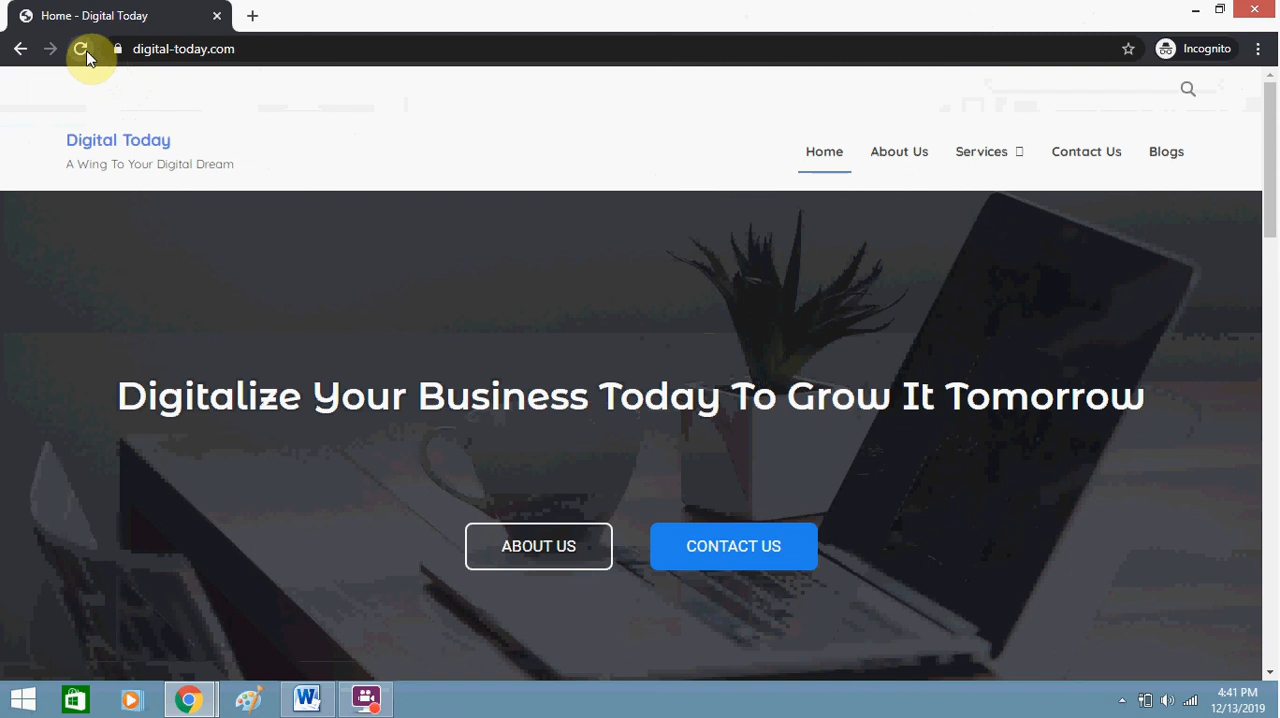 Home - Digital Today
digital-today.com
Incognito
Digital Today
A Wing To Your Digital Dream
Home
About Us
Services
Contact Us
Blogs
Digitalize Your Business Today To Grow It Tomorrow
ABOUT US
CONTACT US
4:41 PM
12/13/2019